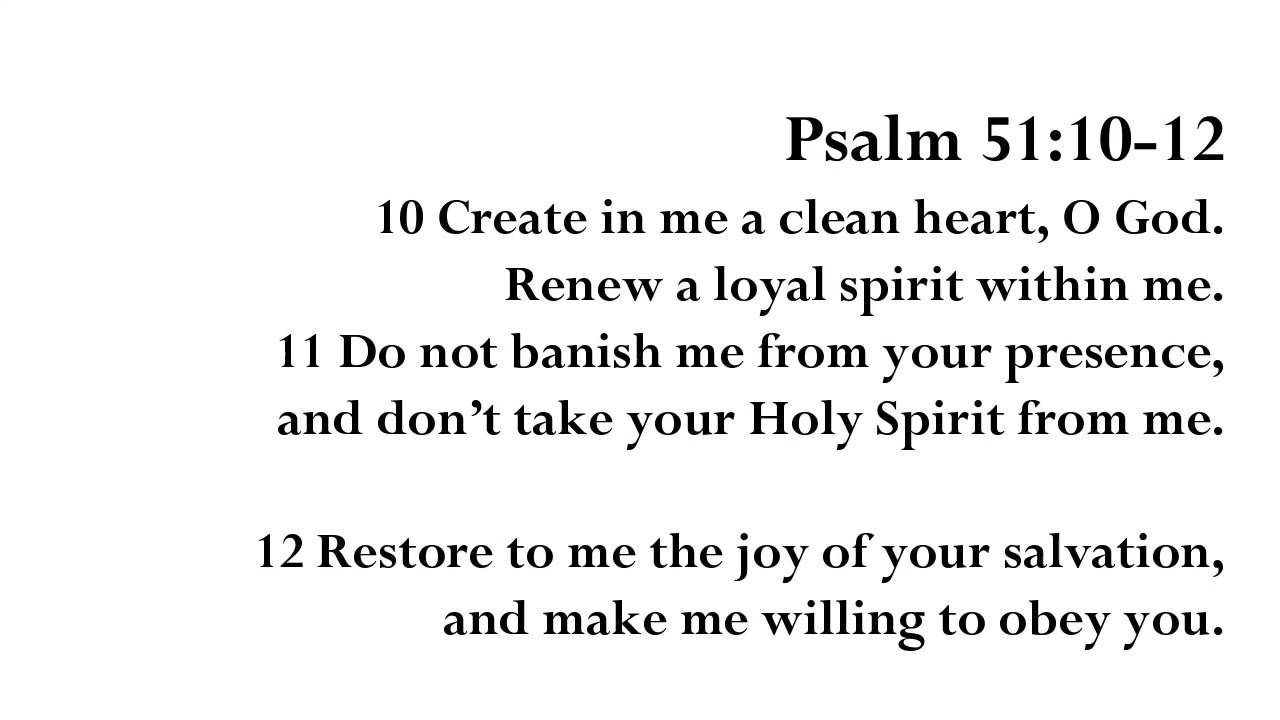 Psalm 51:10-12
10 Create in me a clean heart, O God.
Renew a loyal spirit within me.
11 Do not banish me from your presence,
and don’t take your Holy Spirit from me.
12 Restore to me the joy of your salvation,
and make me willing to obey you.